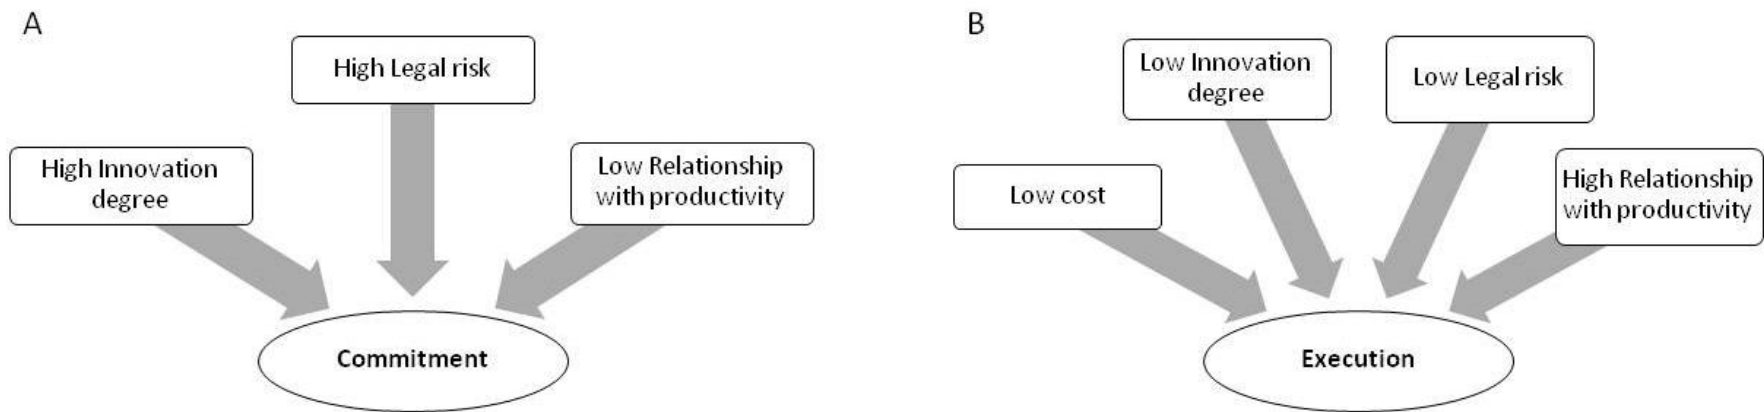 A
High Legal risk
High Innovation
degree
Low Relationship
with productivity
Commitment
B
Low Innovation
degree
Low Legal risk
Low cost
High Relationship
with productivity
Execution